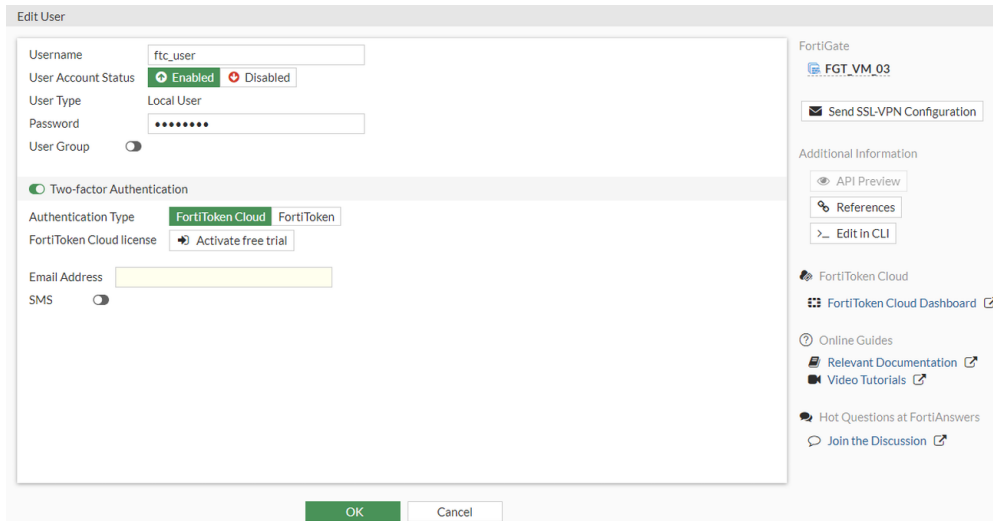 Edit User
Username ftc_user
User Account Status Enabled Disabled
User Type Local User
Password ••••••••
User Group
Two-factor Authentication
Authentication Type FortiToken Cloud FortiToken
FortiToken Cloud license Activate free trial
Email Address
SMS
OK Cancel
FortiGate
FGT_VM_03
Send SSL-VPN Configuration
Additional Information
API Preview
References
>_ Edit in CLI
FortiToken Cloud
FortiToken Cloud Dashboard
Online Guides
Relevant Documentation
Video Tutorials
Hot Questions at FortiAnswers
Join the Discussion